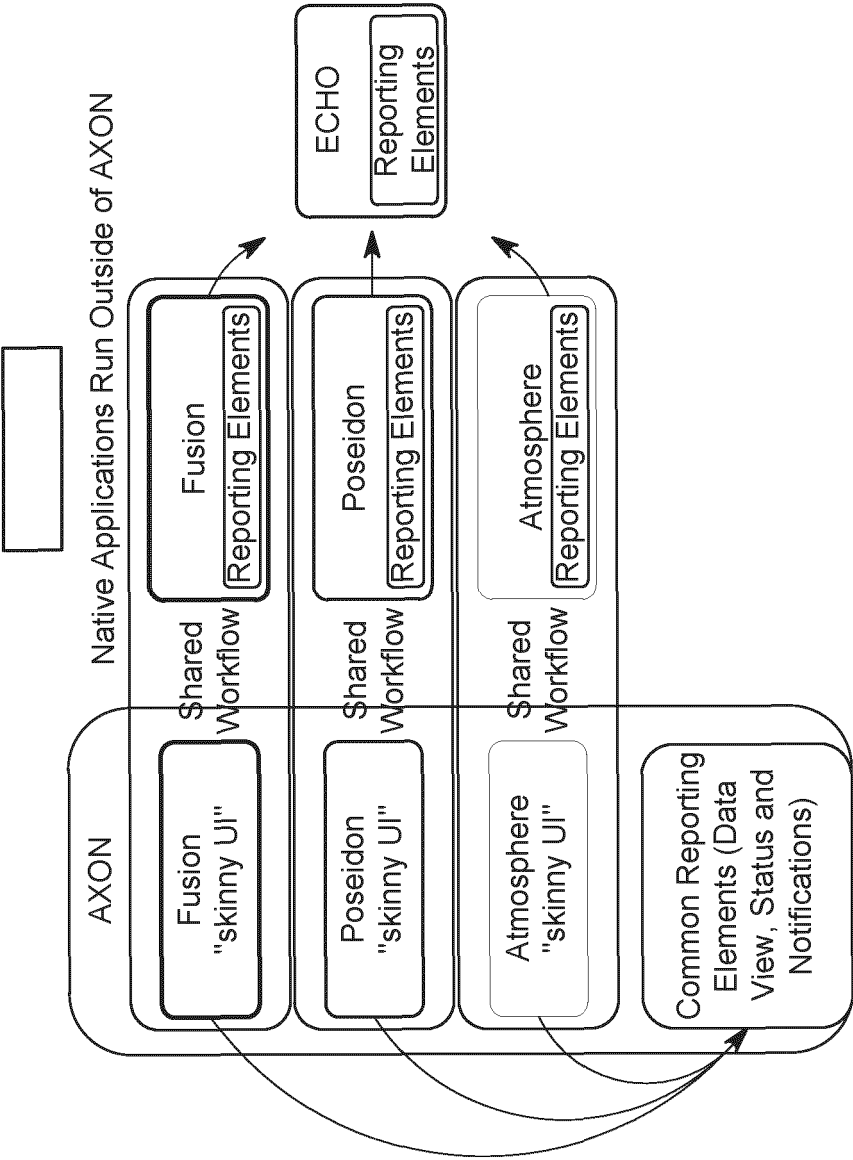 AXON
Native Applications Run Outside of AXON
Fusion
"skinny UI"
Shared
Workflow
Fusion
Reporting Elements
Poseidon
"skinny UI"
Shared
Workflow
Poseidon
Reporting Elements
Atmosphere
"skinny UI"
Shared
Workflow
Atmosphere
Reporting Elements
ECHO
Reporting
Elements
Common Reporting
Elements (Data
View, Status and
Notifications)